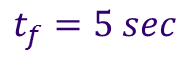 t_f = 5 sec